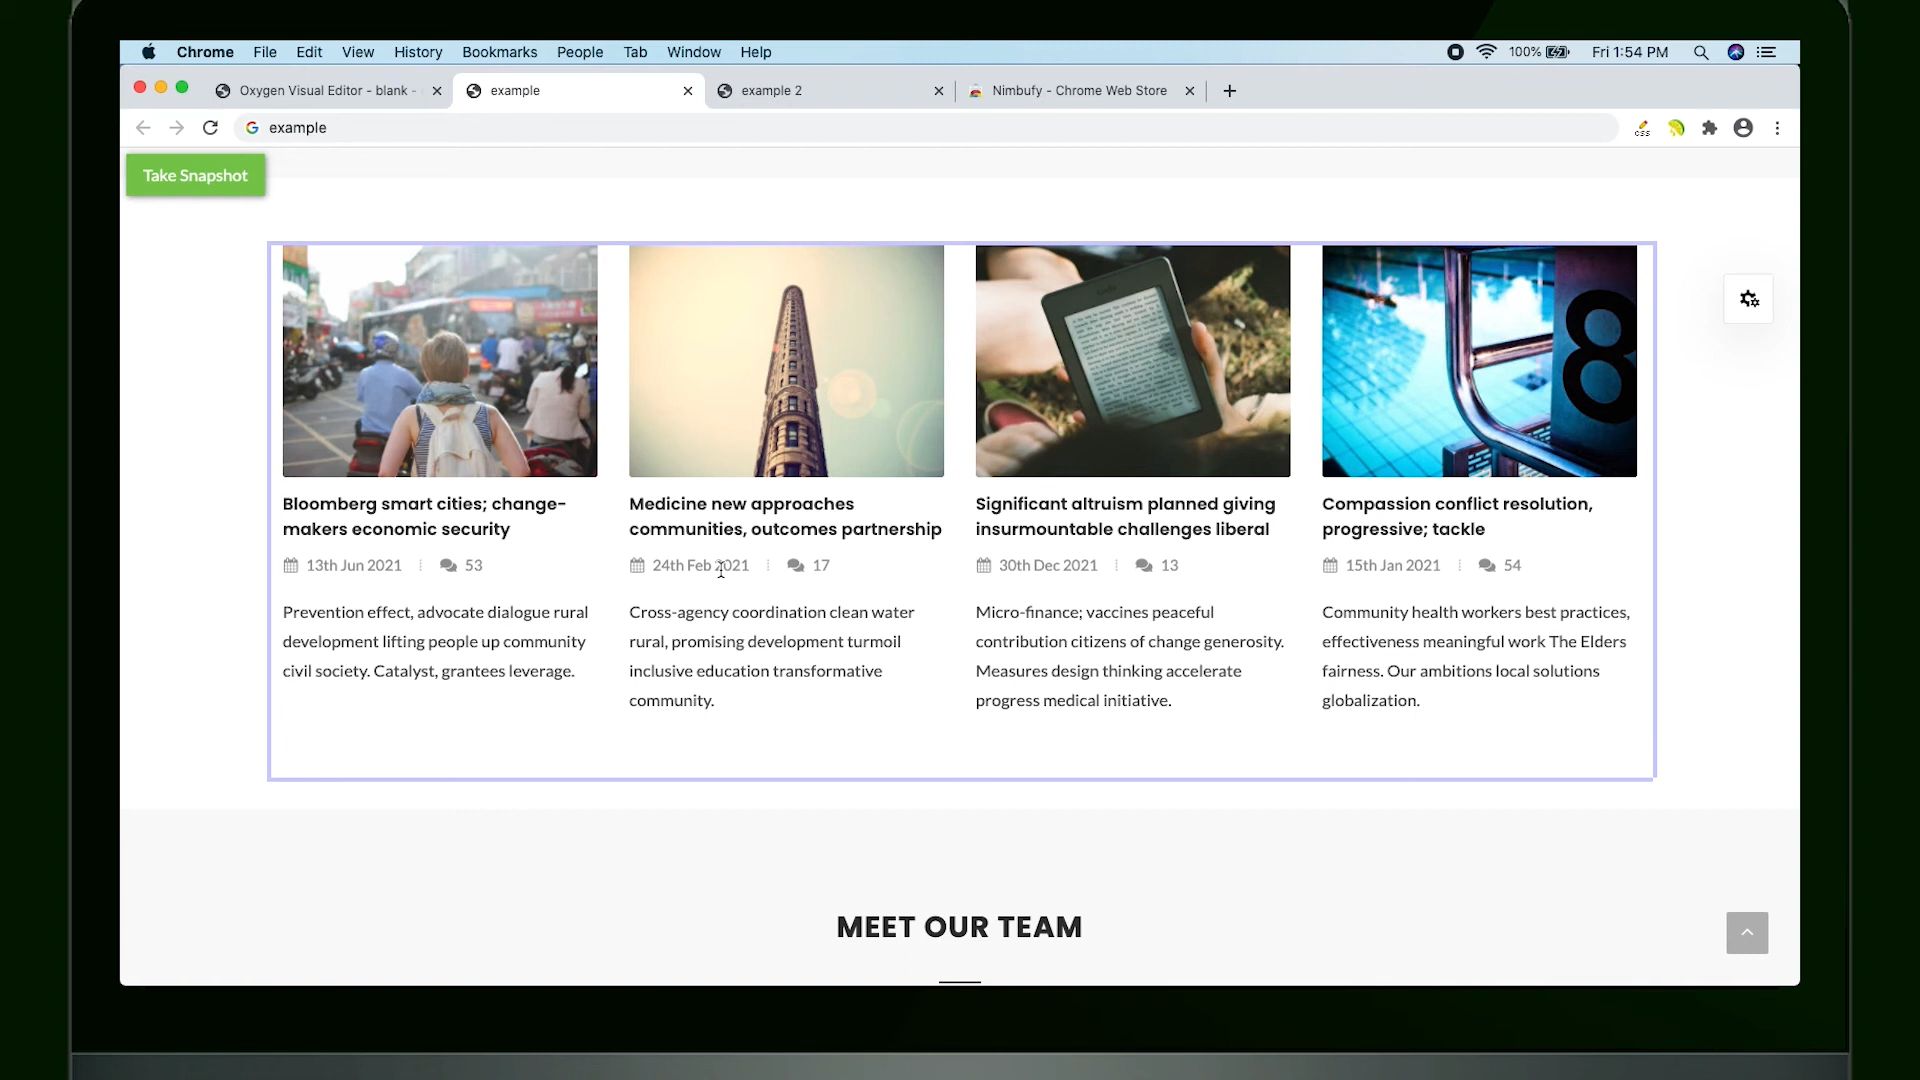 Chrome File Edit View History Bookmarks People Tab Window Help 100% Fri 1:54 PM
Oxygen Visual Editor - blank - example example 2 Nimbufy - Chrome Web Store
example
css
Take Snapshot
8
Bloomberg smart cities; change-
makers economic security
13th Jun 2021 53
Prevention effect, advocate dialogue rural
development lifting people up community
civil society. Catalyst, grantees leverage.
Medicine new approaches
communities, outcomes partnership
24th Feb 2021 17
Cross-agency coordination clean water
rural, promising development turmoil
inclusive education transformative
community.
Significant altruism planned giving
insurmountable challenges liberal
30th Dec 2021 13
Micro-finance; vaccines peaceful
contribution citizens of change generosity.
Measures design thinking accelerate
progress medical initiative.
Compassion conflict resolution,
progressive; tackle
15th Jan 2021 54
Community health workers best practices,
effectiveness meaningful work The Elders
fairness. Our ambitions local solutions
globalization.
MEET OUR TEAM